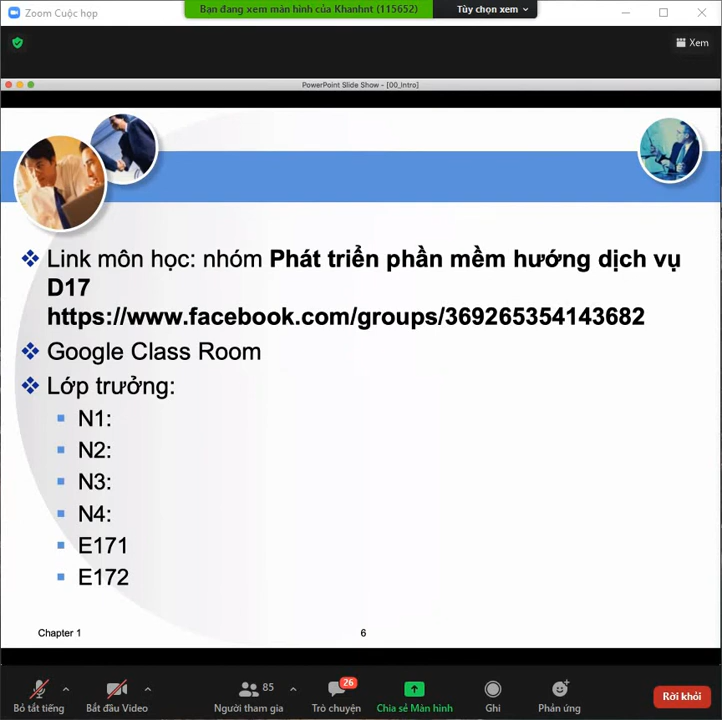 Zoom Cuộc họp
Bạn đang xem màn hình của Khanhnt (115652)
Tùy chọn xem
Xem
PowerPoint Slide Show - [00_Intro]
Link môn học: nhóm Phát triển phần mềm hướng dịch vụ
D17
https://www.facebook.com/groups/369265354143682
Google Class Room
Lớp trưởng:
N1:
N2:
N3:
N4:
E171
E172
Chapter 1
6
26
85
Bỏ tắt tiếng
Bắt đầu Video
Người tham gia
Trò chuyện
Chia sẻ Màn hình
Ghi
Phản ứng
Rời khỏi